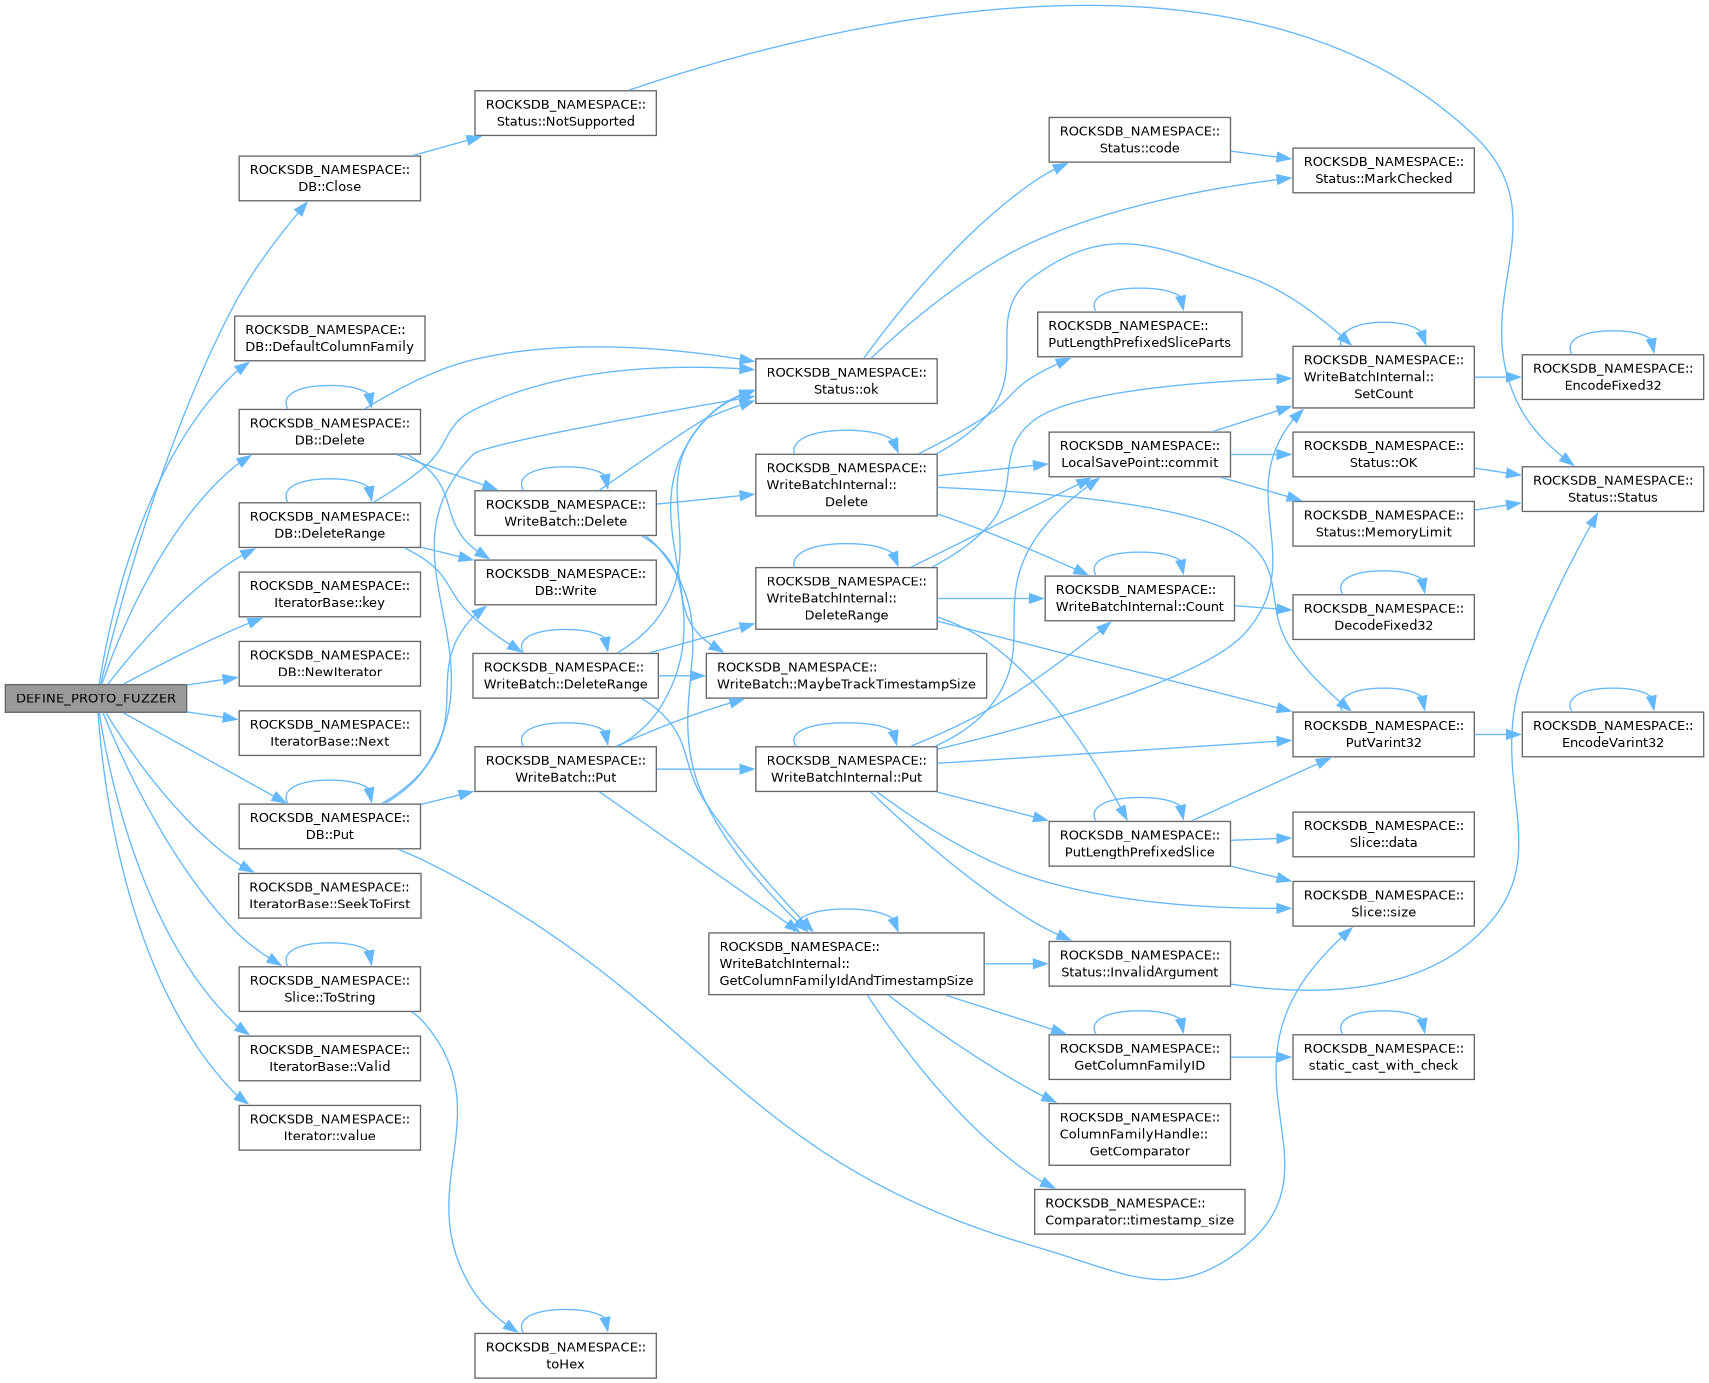 DEFINE_PROTO_FUZZER
ROCKSDB_NAMESPACE::
DB::Close
ROCKSDB_NAMESPACE::
DB::DefaultColumnFamily
ROCKSDB_NAMESPACE::
DB::Delete
ROCKSDB_NAMESPACE::
DB::DeleteRange
ROCKSDB_NAMESPACE::
IteratorBase::key
ROCKSDB_NAMESPACE::
DB::NewIterator
ROCKSDB_NAMESPACE::
IteratorBase::Next
ROCKSDB_NAMESPACE::
DB::Put
ROCKSDB_NAMESPACE::
IteratorBase::SeekToFirst
ROCKSDB_NAMESPACE::
Slice::ToString
ROCKSDB_NAMESPACE::
IteratorBase::Valid
ROCKSDB_NAMESPACE::
Iterator::value
ROCKSDB_NAMESPACE::
Status::NotSupported
ROCKSDB_NAMESPACE::
WriteBatch::Delete
ROCKSDB_NAMESPACE::
DB::Write
ROCKSDB_NAMESPACE::
WriteBatch::DeleteRange
ROCKSDB_NAMESPACE::
WriteBatch::Put
ROCKSDB_NAMESPACE::
toHex
ROCKSDB_NAMESPACE::
Status::ok
ROCKSDB_NAMESPACE::
WriteBatchInternal::
Delete
ROCKSDB_NAMESPACE::
WriteBatchInternal::
DeleteRange
ROCKSDB_NAMESPACE::
WriteBatch::MaybeTrackTimestampSize
ROCKSDB_NAMESPACE::
WriteBatchInternal::Put
ROCKSDB_NAMESPACE::
WriteBatchInternal::
GetColumnFamilyIdAndTimestampSize
ROCKSDB_NAMESPACE::
Status::code
ROCKSDB_NAMESPACE::
PutLengthPrefixedSliceParts
ROCKSDB_NAMESPACE::
LocalSavePoint::commit
ROCKSDB_NAMESPACE::
WriteBatchInternal::Count
ROCKSDB_NAMESPACE::
PutLengthPrefixedSlice
ROCKSDB_NAMESPACE::
Status::InvalidArgument
ROCKSDB_NAMESPACE::
GetColumnFamilyID
ROCKSDB_NAMESPACE::
ColumnFamilyHandle::
GetComparator
ROCKSDB_NAMESPACE::
Comparator::timestamp_size
ROCKSDB_NAMESPACE::
Status::MarkChecked
ROCKSDB_NAMESPACE::
WriteBatchInternal::
SetCount
ROCKSDB_NAMESPACE::
Status::OK
ROCKSDB_NAMESPACE::
Status::MemoryLimit
ROCKSDB_NAMESPACE::
DecodeFixed32
ROCKSDB_NAMESPACE::
PutVarint32
ROCKSDB_NAMESPACE::
Slice::data
ROCKSDB_NAMESPACE::
Slice::size
ROCKSDB_NAMESPACE::
static_cast_with_check
ROCKSDB_NAMESPACE::
EncodeFixed32
ROCKSDB_NAMESPACE::
Status::Status
ROCKSDB_NAMESPACE::
EncodeVarint32